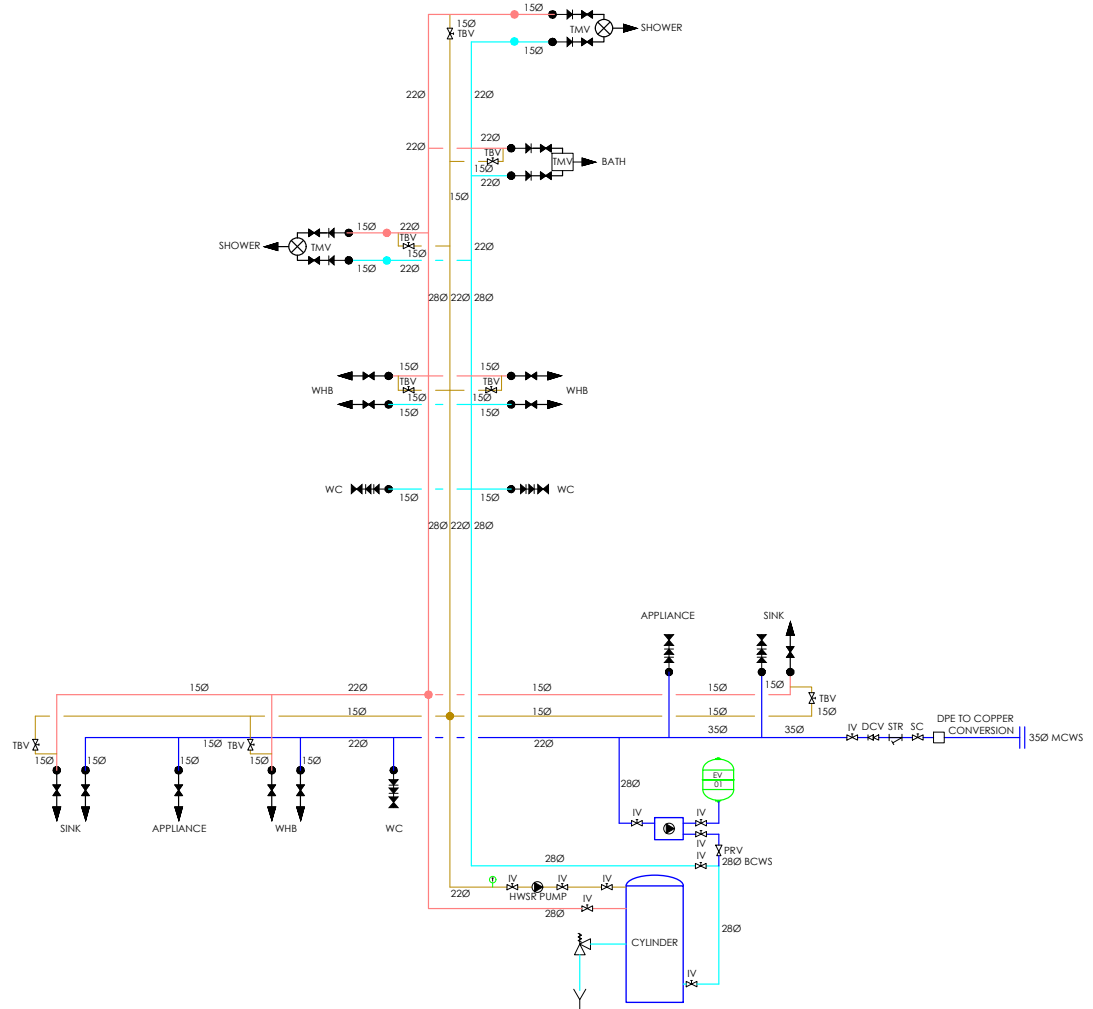 15Ø
15Ø
TBV
TMV
SHOWER
15Ø
22Ø
22Ø
22Ø
22Ø
TBV
TMV
BATH
15Ø
22Ø
15Ø
15Ø
22Ø
TBV
SHOWER
TMV
22Ø
15Ø
15Ø
22Ø
28Ø
22Ø
28Ø
15Ø
15Ø
TBV
TBV
WHB
WHB
15Ø
15Ø
15Ø
15Ø
WC
WC
15Ø
15Ø
28Ø
22Ø
28Ø
APPLIANCE
SINK
15Ø
22Ø
15Ø
15Ø
15Ø
TBV
15Ø
15Ø
15Ø
15Ø
TBV
15Ø
TBV
22Ø
22Ø
35Ø
35Ø
IV
DCV
STR
SC
DPE TO COPPER
CONVERSION
35Ø MCWS
15Ø
15Ø
15Ø
15Ø
EV
01
28Ø
IV
IV
SINK
APPLIANCE
WHB
WC
IV
PRV
28Ø
IV
28Ø BCWS
22Ø
IV
IV
IV
HWSR PUMP
28Ø
IV
28Ø
CYLINDER
IV